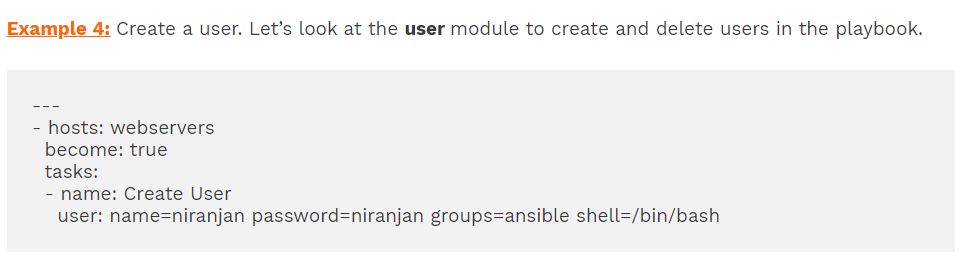 Example 4: Create a user. Let’s look at the user module to create and delete users in the playbook.
---
- hosts: webservers
become: true
tasks:
- name: Create User
user: name=niranjan password=niranjan groups=ansible shell=/bin/bash